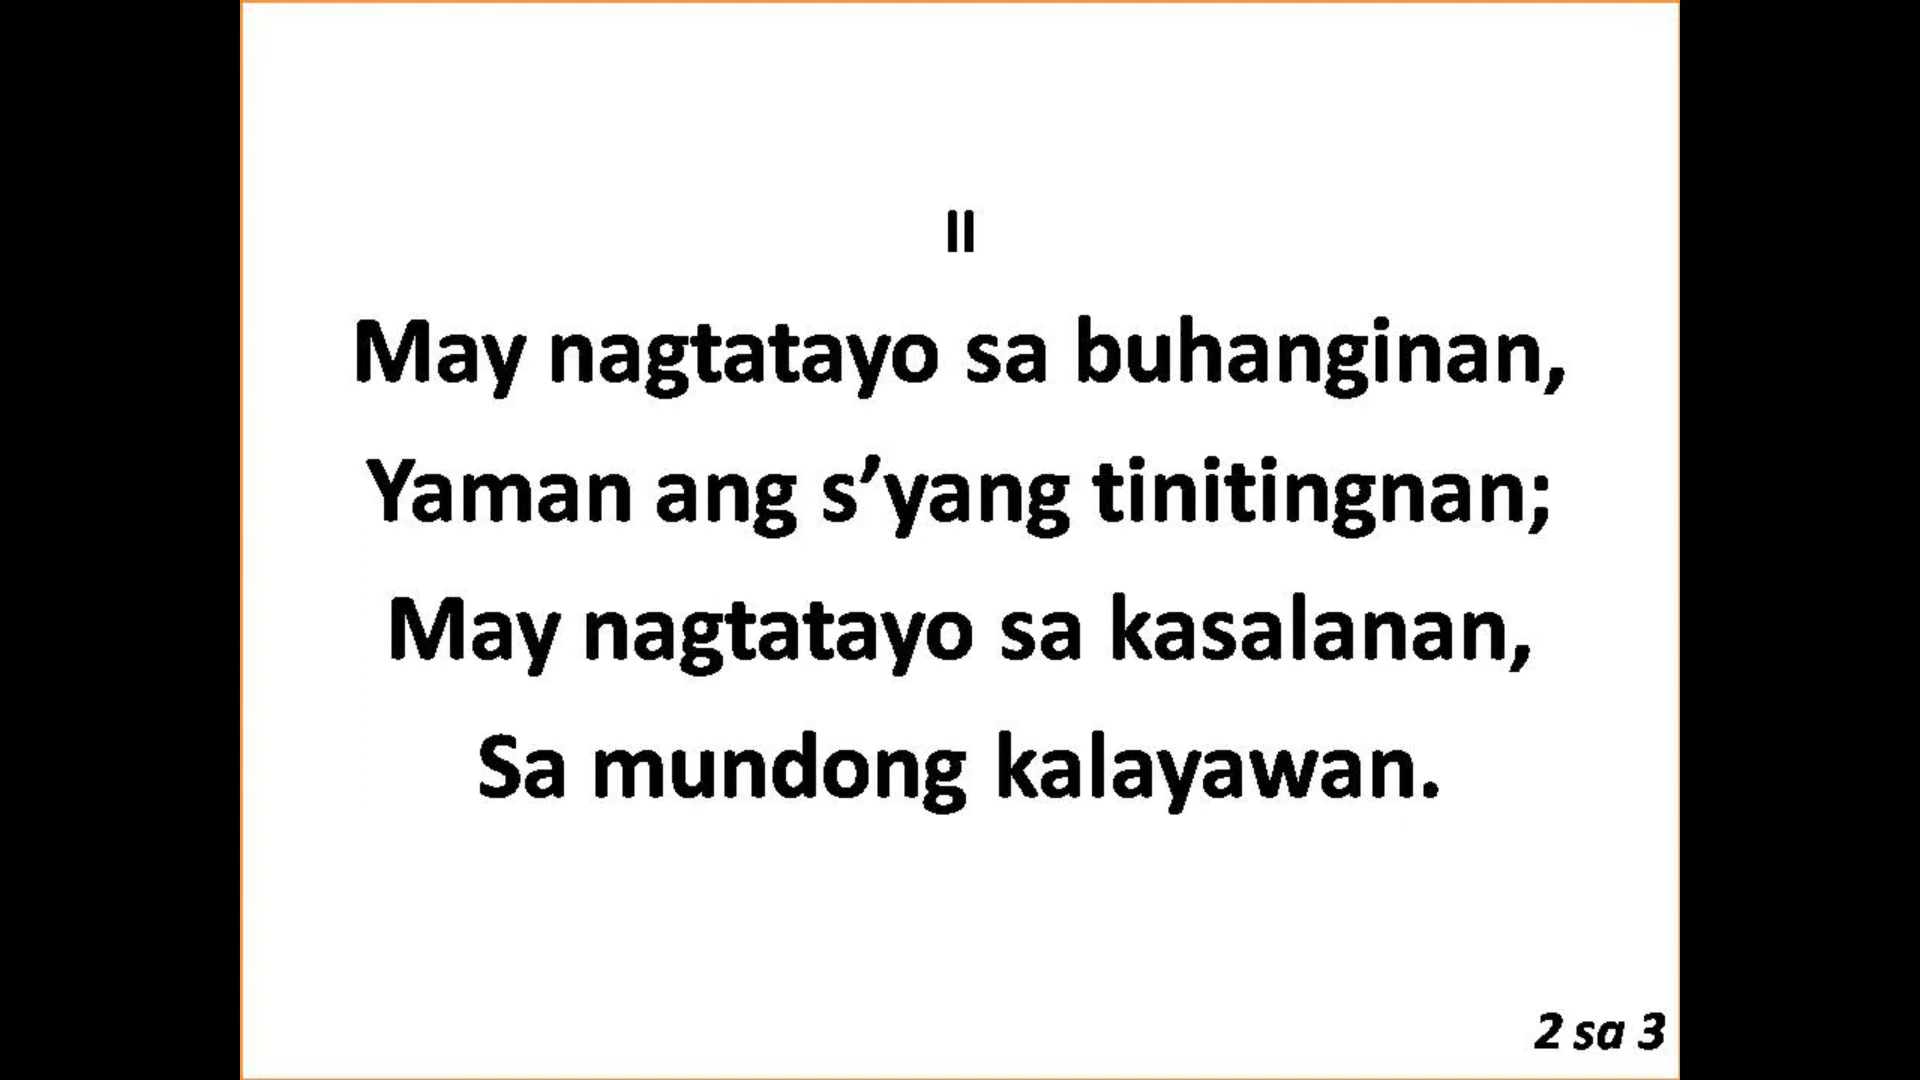 II
May nagtatayo sa buhanginan,
Yaman ang s’yang tinitingnan;
May nagtatayo sa kasalanan,
Sa mundong kalayawan.
2 sa 3